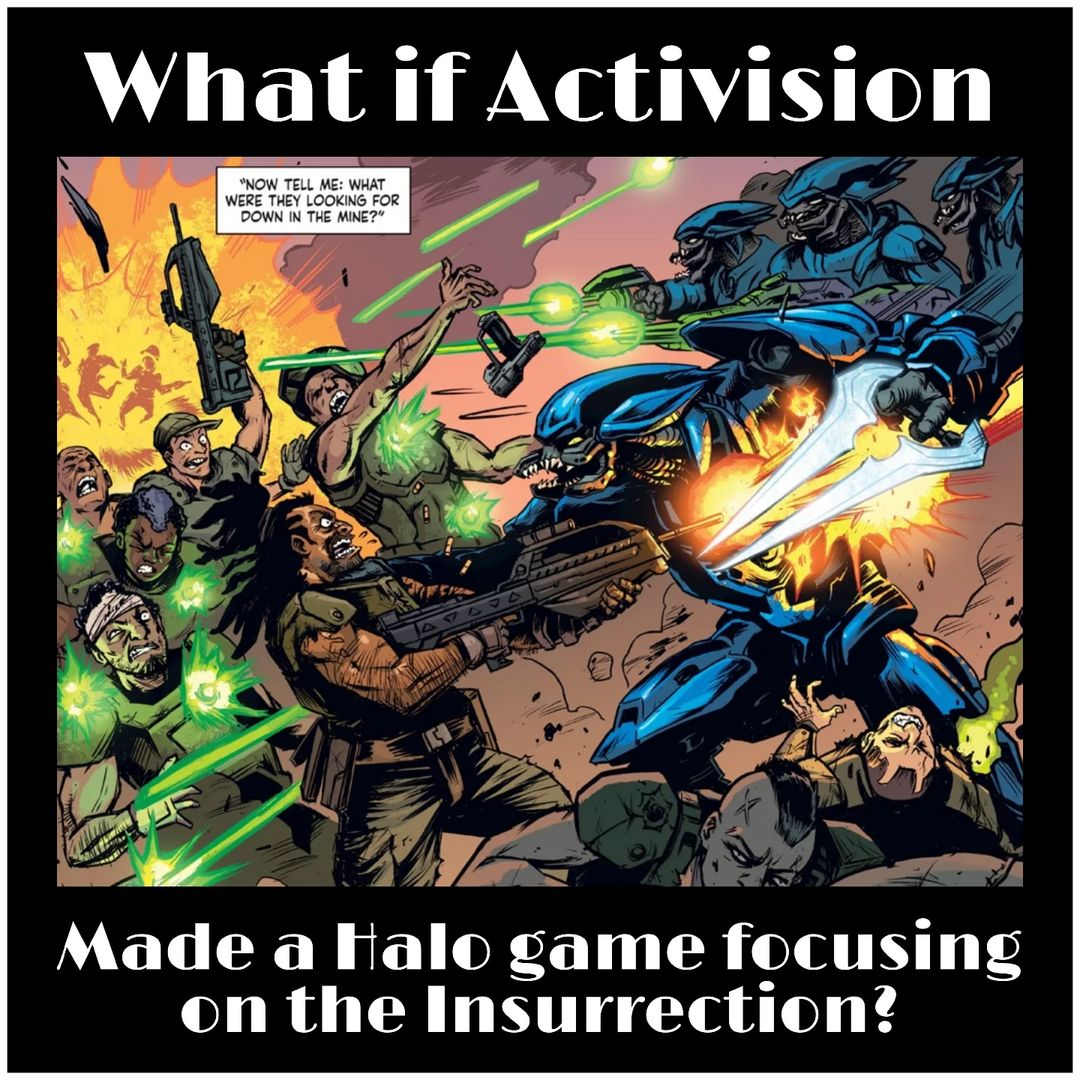 What if Activision
"NOW TELL ME: WHAT
WERE THEY LOOKING FOR
DOWN IN THE MINE?"
Made a Halo game focusing
on the Insurrection?